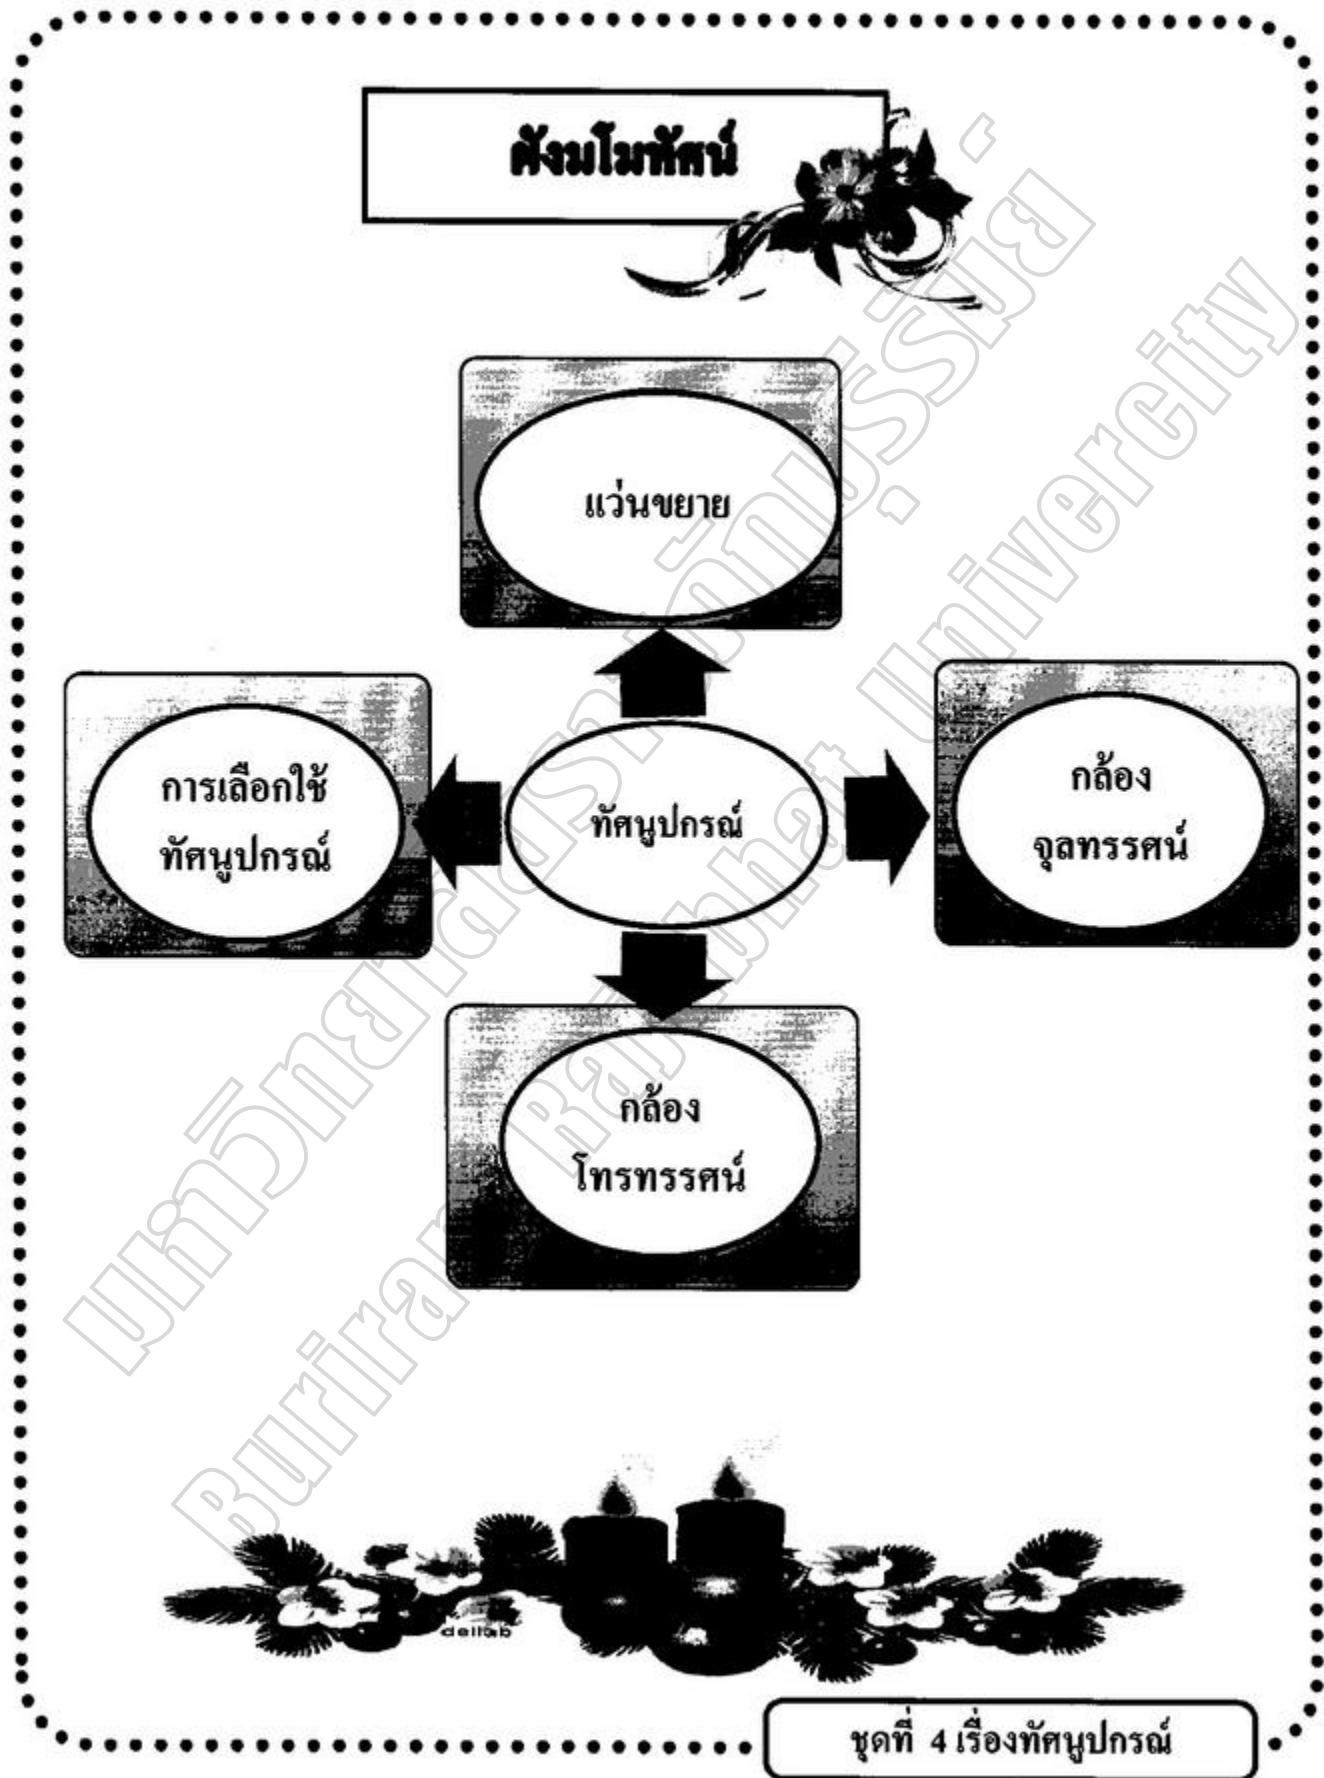 ผังมโนทัศน์
แว่นขยาย
การเลือกใช้
ทัศนูปกรณ์
ทัศนูปกรณ์
กล้อง
จุลทรรศน์
กล้อง
โทรทรรศน์
ชุดที่ 4 เรื่องทัศนูปกรณ์
Buriram Rajabhat Univercity